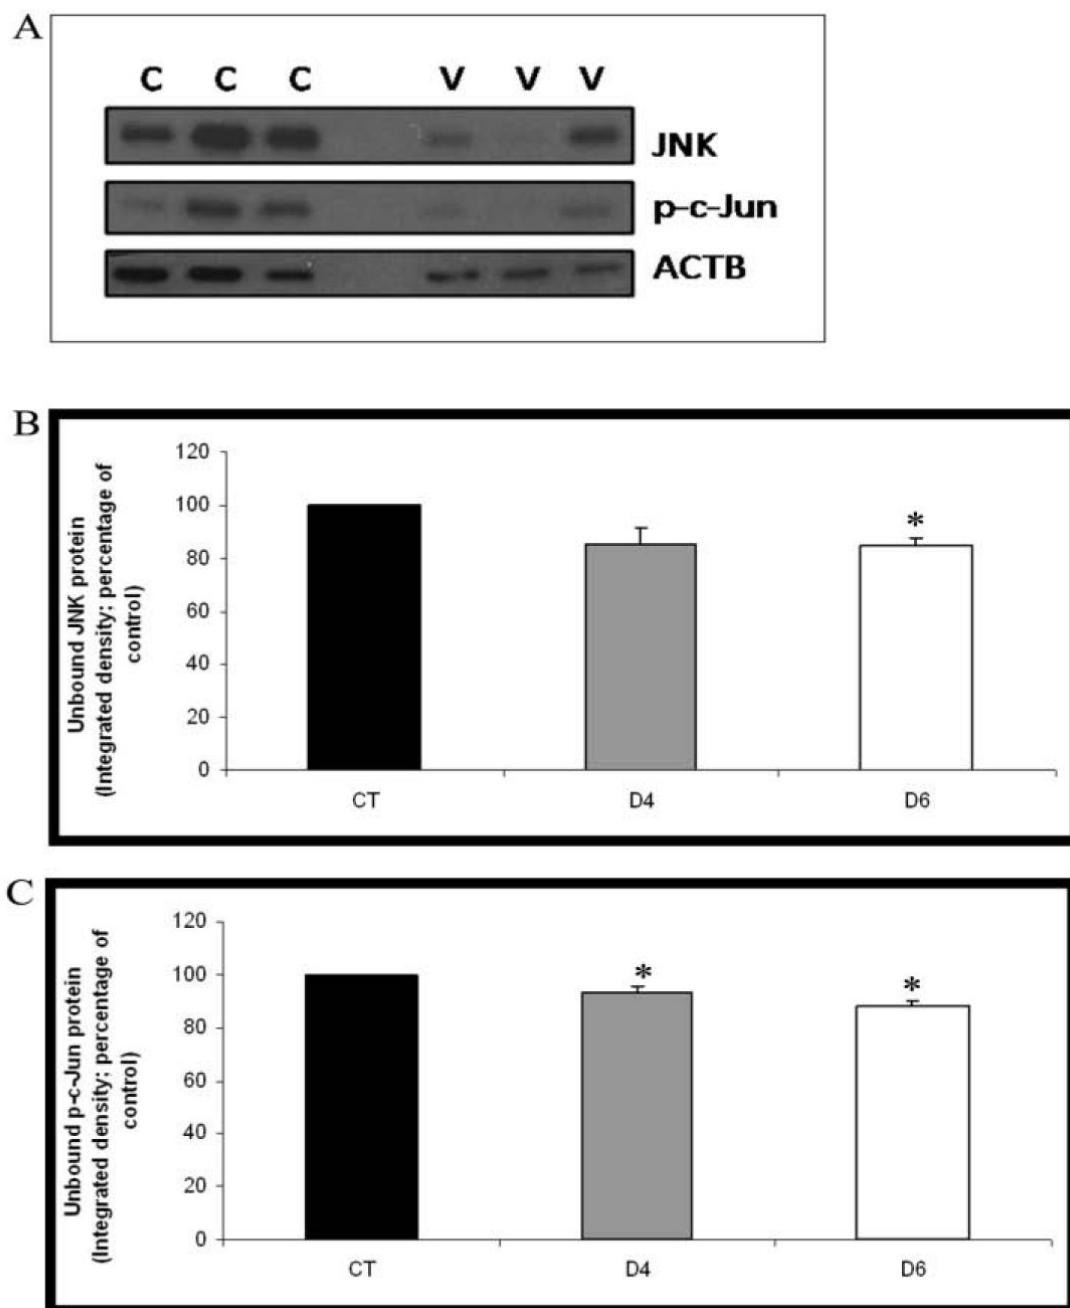 A
C C C V V V
JNK
p-c-Jun
ACTB
B
Unbound JNK protein
(Integrated density; percentage of
control)
120
100
80
60
40
20
0
*
CT D4 D6
C
Unbound p-c-Jun protein
(Integrated density; percentage of
control)
120
100
80
60
40
20
0
* *
CT D4 D6